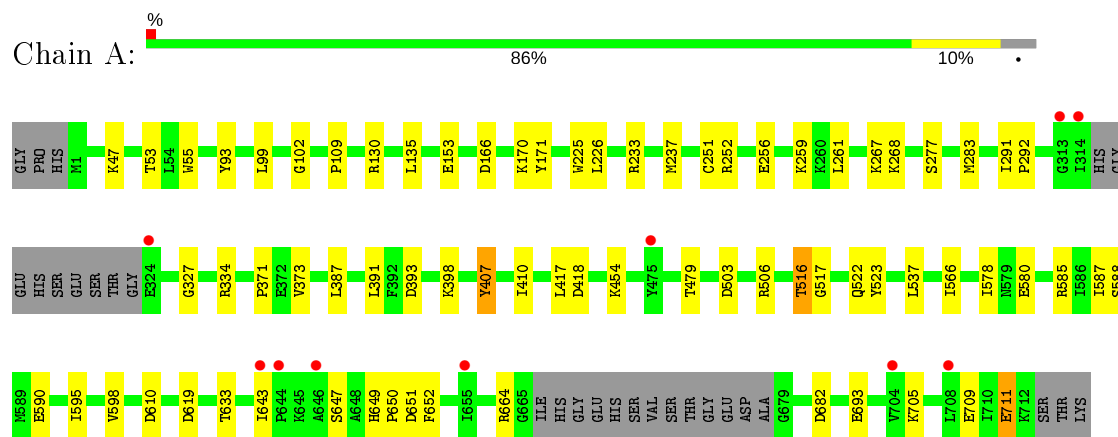 %
Chain A:
86% 10% •
GLY PRO HIS M1 K47 T53 L54 W55 Y93 L99 G102 P109 R130 L135 E153 D166 K170 Y171 W225 L226 R233 M237 C251 R252 E256 K259 K260 L261 K267 K268 S277 M283 I291 P292 G313 I314 HIS GLY
GLU HIS SER GLU SER THR GLY E324 G327 R334 P371 E372 V373 L387 L391 F392 D393 K398 Y407 I410 L417 D418 K454 Y475 T479 D503 R506 T516 G517 Q522 Y523 L537 I566 I578 N579 E580 R585 I586 I587 S588
M589 E590 I595 V598 D610 D619 T633 I643 P644 K645 A646 S647 A648 H649 P650 D651 F652 I655 R664 G665 ILE HIS GLY GLU HIS SER VAL SER THR GLY GLU ASP ALA G679 D682 E693 V704 K705 L708 E709 I710 E711 K712 SER THR LYS